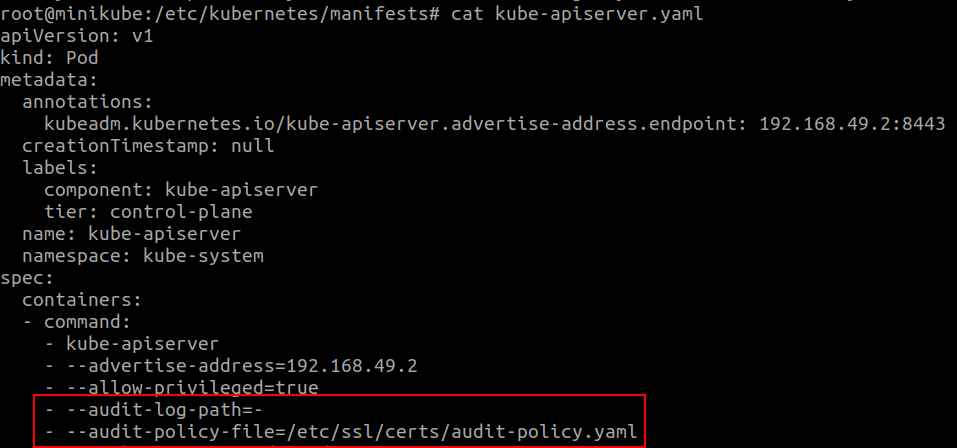 root@minikube:/etc/kubernetes/manifests# cat kube-apiserver.yaml
apiVersion: v1
kind: Pod
metadata:
  annotations:
    kubeadm.kubernetes.io/kube-apiserver.advertise-address.endpoint: 192.168.49.2:8443
  creationTimestamp: null
  labels:
    component: kube-apiserver
    tier: control-plane
  name: kube-apiserver
  namespace: kube-system
spec:
  containers:
  - command:
    - kube-apiserver
    - --advertise-address=192.168.49.2
    - --allow-privileged=true
    - --audit-log-path=-
    - --audit-policy-file=/etc/ssl/certs/audit-policy.yaml